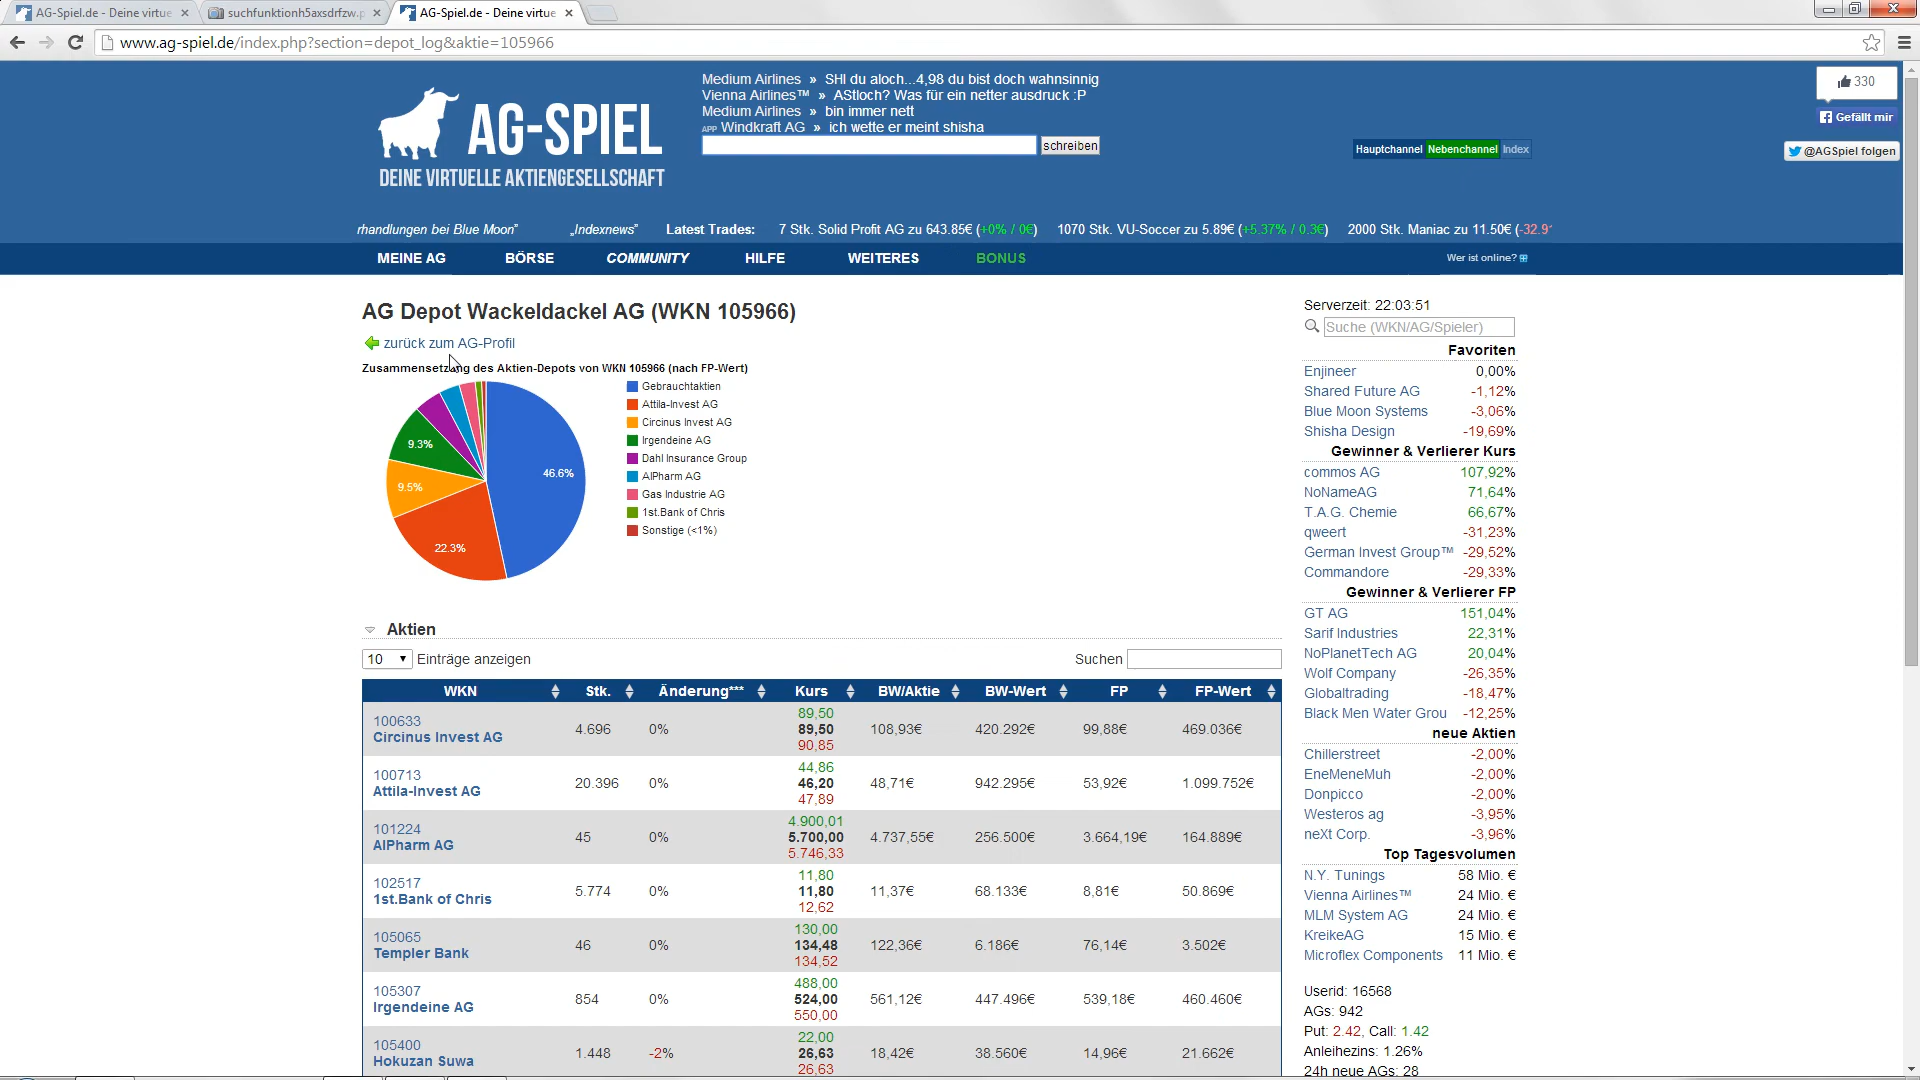 AG-Spiel.de - Deine virtue
suchfunktionh5axsdrfzw.p
AG-Spiel.de - Deine virtue
www.ag-spiel.de/index.php?section=depot_log&aktie=105966
AG-SPIEL
DEINE VIRTUELLE AKTIENGESELLSCHAFT
Medium Airlines » SHI du aloch...4,98 du bist doch wahnsinnig
Vienna Airlines™ » AStloch? Was für ein netter ausdruck :P
Medium Airlines » bin immer nett
APP Windkraft AG » ich wette er meint shisha
schreiben
Hauptchannel Nebenchannel Index
330
Gefällt mir
@AGSpiel folgen
rhandlungen bei Blue Moon" „Indexnews" Latest Trades: 7 Stk. Solid Profit AG zu 643.85€ (+0% / 0€) 1070 Stk. VU-Soccer zu 5.89€ (+5.37% / 0.3€) 2000 Stk. Maniac zu 11.50€ (-32.9
MEINE AG BÖRSE COMMUNITY HILFE WEITERES BONUS Wer ist online?
AG Depot Wackeldackel AG (WKN 105966)
zurück zum AG-Profil
Zusammensetzung des Aktien-Depots von WKN 105966 (nach FP-Wert)
46.6%
22.3%
9.5%
9.3%
Gebrauchtaktien
Attila-Invest AG
Circinus Invest AG
Irgendeine AG
Dahl Insurance Group
AlPharm AG
Gas Industrie AG
1st.Bank of Chris
Sonstige (<1%)
Aktien
10 Einträge anzeigen
Suchen
WKN Stk. Änderung*** Kurs BW/Aktie BW-Wert FP FP-Wert
100633
Circinus Invest AG
4.696 0%
89,50
89,50
90,85
108,93€ 420.292€ 99,88€ 469.036€
100713
Attila-Invest AG
20.396 0%
44,86
46,20
47,89
48,71€ 942.295€ 53,92€ 1.099.752€
101224
AlPharm AG
45 0%
4.900,01
5.700,00
5.746,33
4.737,55€ 256.500€ 3.664,19€ 164.889€
102517
1st.Bank of Chris
5.774 0%
11,80
11,80
12,62
11,37€ 68.133€ 8,81€ 50.869€
105065
Templer Bank
46 0%
130,00
134,48
134,52
122,36€ 6.186€ 76,14€ 3.502€
105307
Irgendeine AG
854 0%
488,00
524,00
550,00
561,12€ 447.496€ 539,18€ 460.460€
105400
Hokuzan Suwa
1.448 -2%
22,00
26,63
26,63
18,42€ 38.560€ 14,96€ 21.662€
Serverzeit: 22:03:51
Suche (WKN/AG/Spieler)
Favoriten
Enjineer 0,00%
Shared Future AG -1,12%
Blue Moon Systems -3,06%
Shisha Design -19,69%
Gewinner & Verlierer Kurs
commos AG 107,92%
NoNameAG 71,64%
T.A.G. Chemie 66,67%
qweert -31,23%
German Invest Group™ -29,52%
Commandore -29,33%
Gewinner & Verlierer FP
GT AG 151,04%
Sarif Industries 22,31%
NoPlanetTech AG 20,04%
Wolf Company -26,35%
Globaltrading -18,47%
Black Men Water Grou -12,25%
neue Aktien
Chillerstreet -2,00%
EneMeneMuh -2,00%
Donpicco -2,00%
Westeros ag -3,95%
neXt Corp. -3,96%
Top Tagesvolumen
N.Y. Tunings 58 Mio. €
Vienna Airlines™ 24 Mio. €
MLM System AG 24 Mio. €
KreikeAG 15 Mio. €
Microflex Components 11 Mio. €
Userid: 16568
AGs: 942
Put: 2.42, Call: 1.42
Anleihezins: 1.26%
24h neue AGs: 28